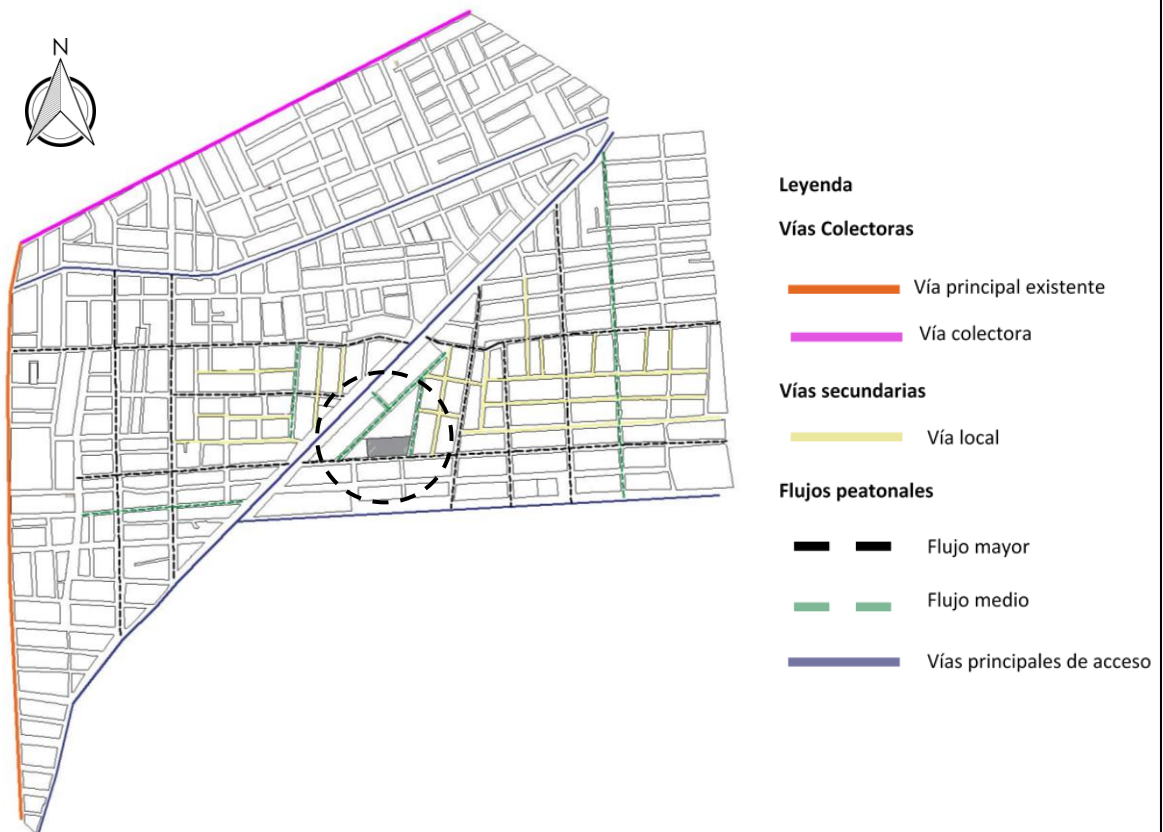 N
Leyenda
Vías Colectoras
Vía principal existente
Vía colectora
Vías secundarias
Vía local
Flujos peatonales
Flujo mayor
Flujo medio
Vías principales de acceso